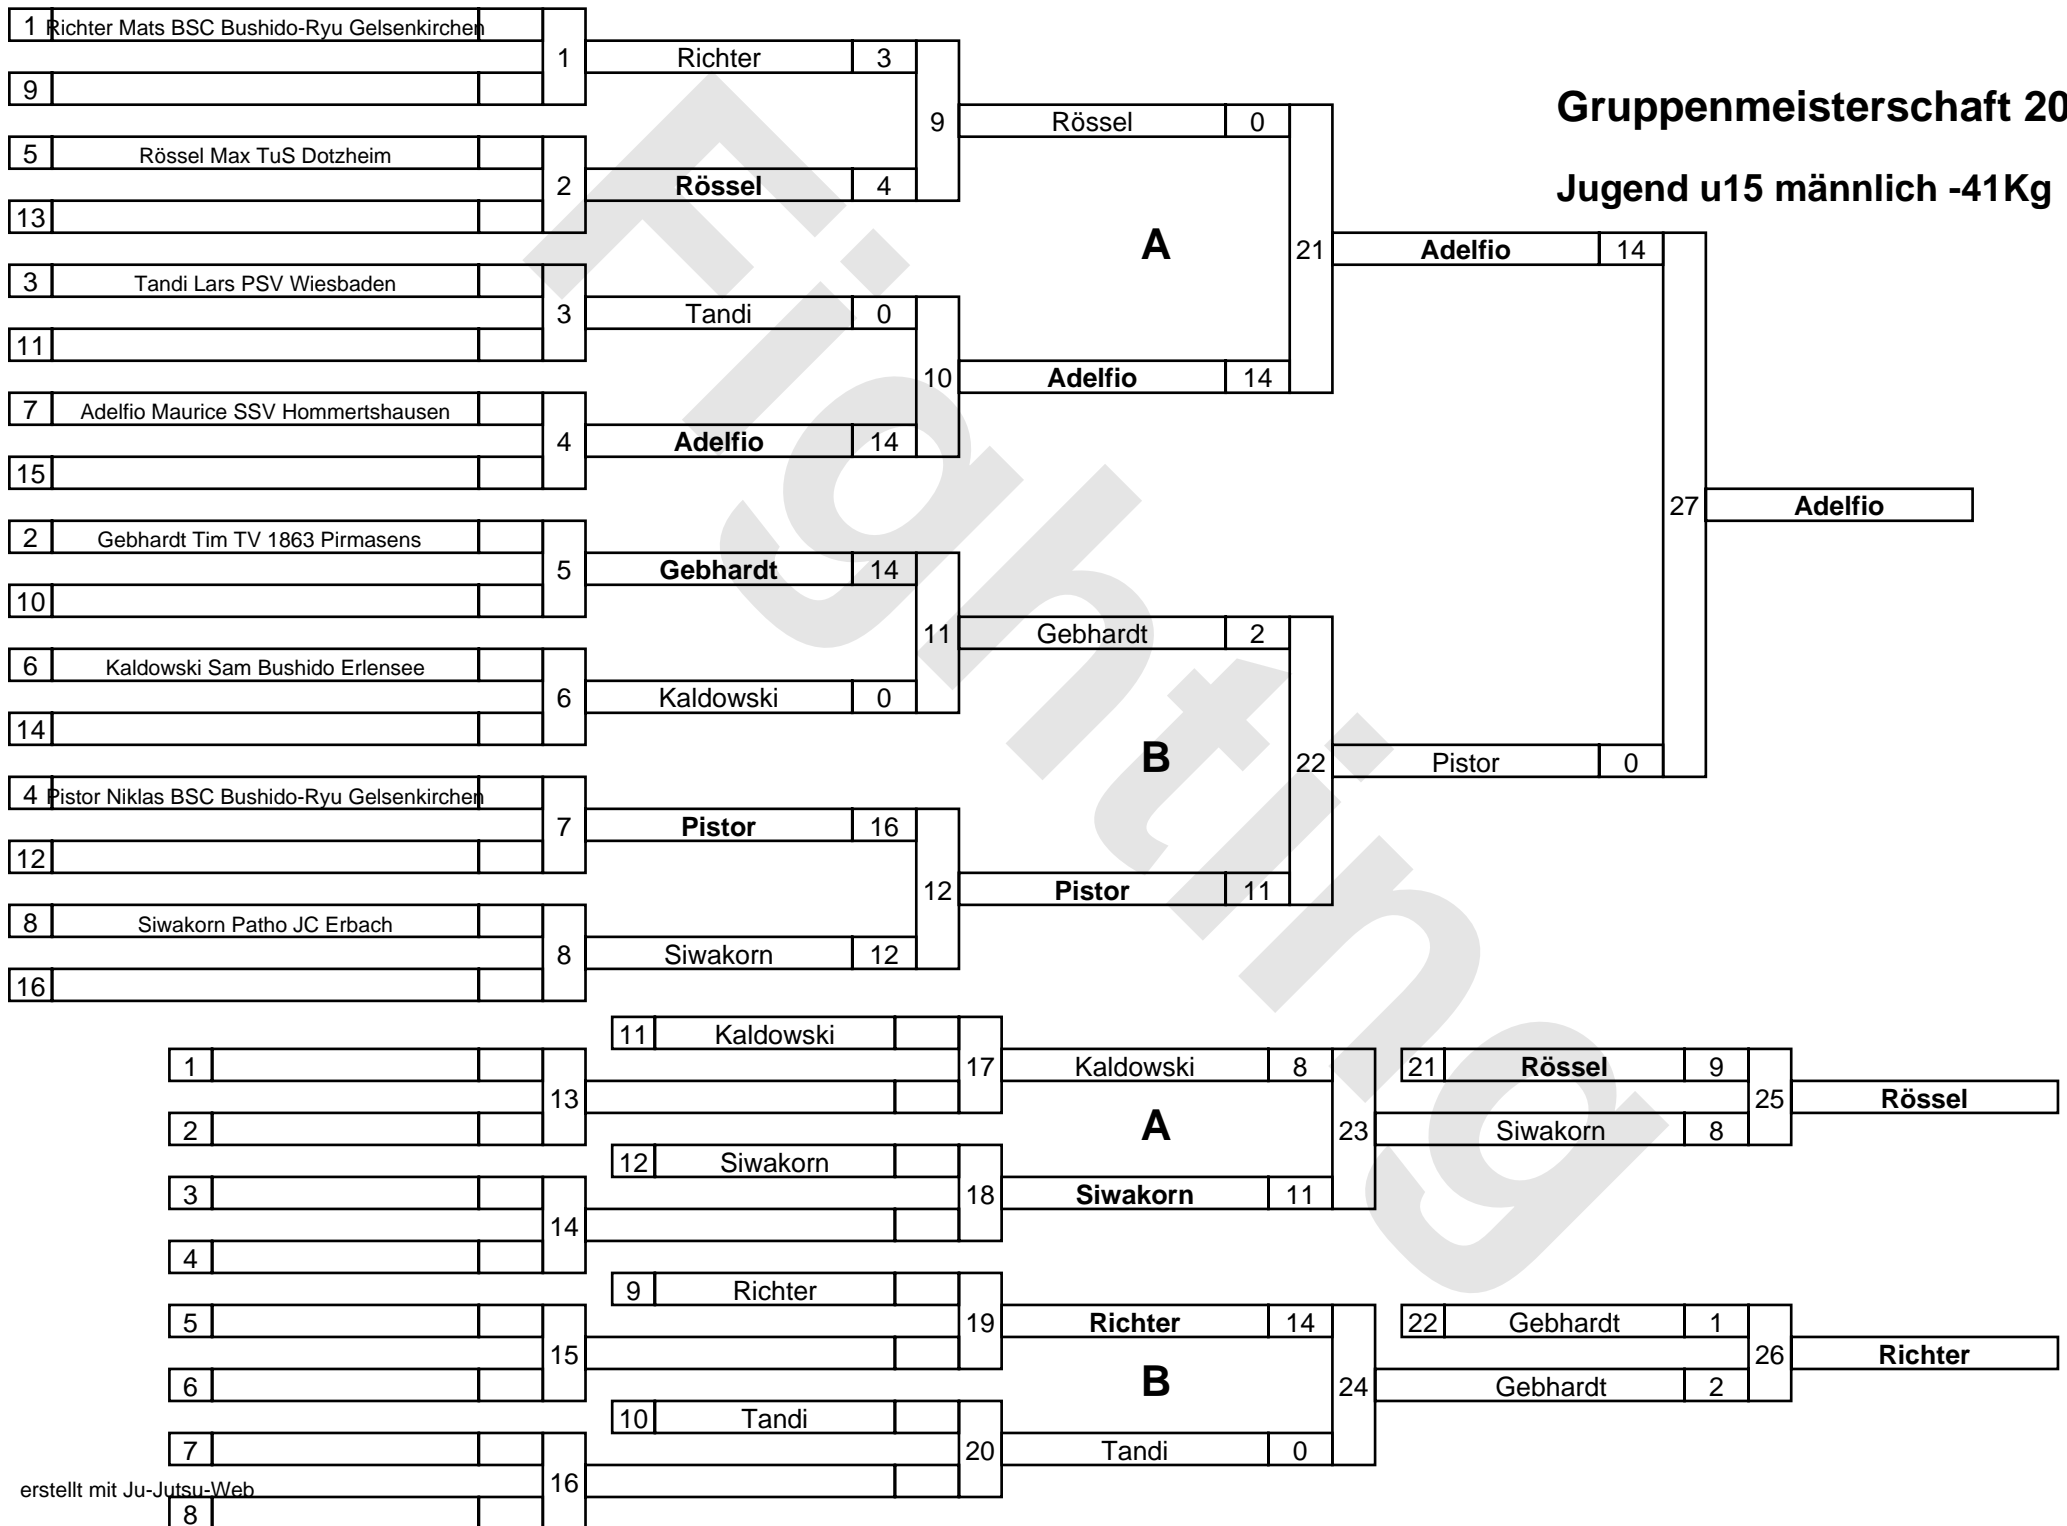 1 Richter Mats BSC Bushido-Ryu Gelsenkirchen
1
Richter 3
9
9
Rössel 0
Gruppenmeisterschaft 20
5 Rössel Max TuS Dotzheim
2
Rössel 4
Jugend u15 männlich -41Kg
13
A
21
Adelfio 14
3 Tandi Lars PSV Wiesbaden
3
Tandi 0
11
10
Adelfio 14
7 Adelfio Maurice SSV Hommertshausen
4
Adelfio 14
15
27
Adelfio
2 Gebhardt Tim TV 1863 Pirmasens
5
Gebhardt 14
10
11
Gebhardt 2
6 Kaldowski Sam Bushido Erlensee
6
Kaldowski 0
14
B
22
Pistor 0
4 Pistor Niklas BSC Bushido-Ryu Gelsenkirchen
7
Pistor 16
12
12
Pistor 11
8 Siwakorn Patho JC Erbach
8
Siwakorn 12
16
11 Kaldowski
1
17
Kaldowski 8
21 Rössel 9
13
25
Rössel
2
A
23
Siwakorn 8
12 Siwakorn
3
18
Siwakorn 11
14
4
9 Richter
5
19
Richter 14
22 Gebhardt 1
15
26
Richter
6
B
24
Gebhardt 2
10 Tandi
7
20
Tandi 0
16
erstellt mit Ju-Jutsu-Web
8
Fighting